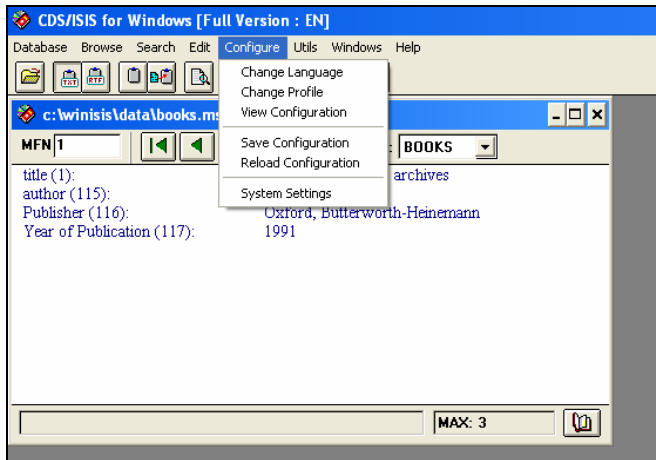 CDS/ISIS for Windows [Full Version : EN]
Database Browse Search Edit Configure Utils Windows Help
TXT RTF
Change Language
Change Profile
View Configuration
Save Configuration
Reload Configuration
System Settings
c:\winisis\data\books.ms
MFN 1 : BOOKS
title (1): archives
author (115):
Publisher (116): Oxford, Butterworth-Heinemann
Year of Publication (117): 1991
MAX: 3